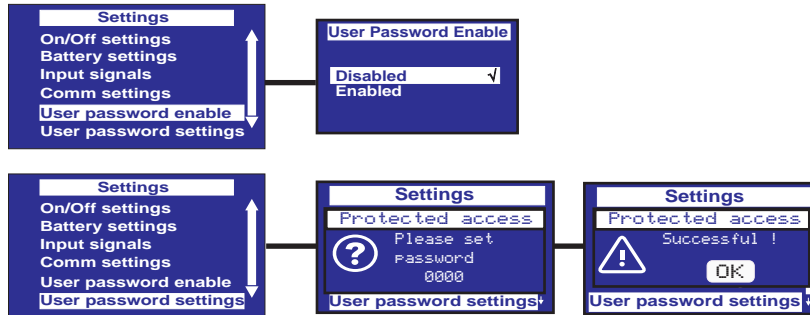 Settings
On/Off settings
Battery settings
Input signals
Comm settings
User password enable
User password settings
User Password Enable
Disabled √
Enabled
Settings
On/Off settings
Battery settings
Input signals
Comm settings
User password enable
User password settings
Settings
Protected access
? Please set
password
0000
User password settings
Settings
Protected access
! Successful !
OK
User password settings